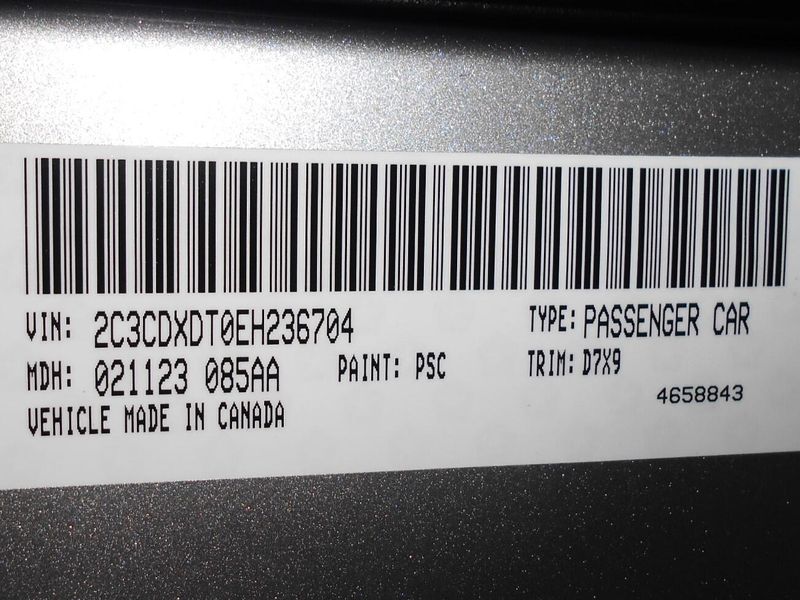 VIN: 2C3CDXDT0EH236704 TYPE: PASSENGER CAR
MDH: 021123 085AA PAINT: PSC TRIM: D7X9
VEHICLE MADE IN CANADA 4658843